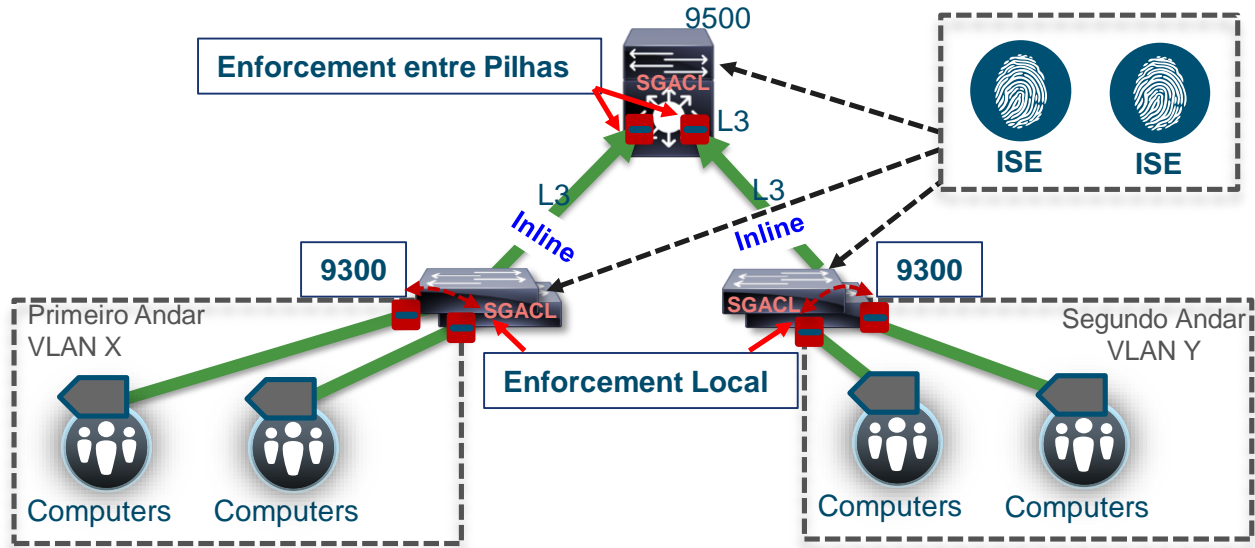 9500
Enforcement entre Pilhas
SGACL
L3
ISE
ISE
L3
L3
Inline
Inline
9300
9300
SGACL
SGACL
Primeiro Andar
VLAN X
Segundo Andar
VLAN Y
Enforcement Local
Computers
Computers
Computers
Computers